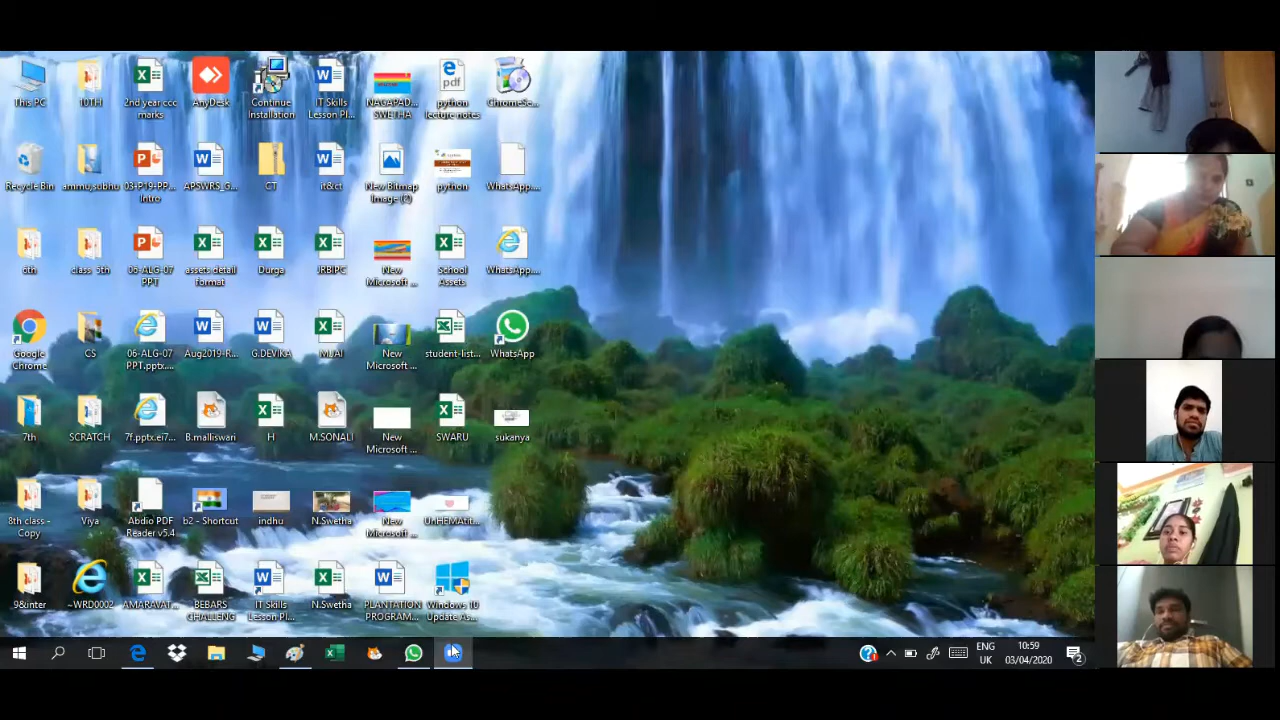 This PC
10TH
2nd year ccc
marks
AnyDesk
Continue
installation
IT Skills
Lesson Pl...
NAGAPAD...
SWETHA
python
lecture notes
ChromeSe...
Recycle Bin
ammu,subhu
03-P19-PP...
Intro
APSWRS_G...
CT
it&ct
New Bitmap
Image (2)
python
WhatsApp....
6th
class 5th
06-ALG-07
PPT
assets detail
format
Durga
JRBIPC
New
Microsoft ...
School
Assets
WhatsApp....
Google
Chrome
CS
06-ALG-07
PPT.pptx....
Aug2019-R...
G.DEVIKA
MJAI
New
Microsoft ...
student-list...
WhatsApp
7th
SCRATCH
7f.pptx.ei7...
B.malliswari
H
M.SONALI
New
Microsoft ...
SWARU
sukanya
8th class -
Copy
Viya
Abdio PDF
Reader v5.4
b2 - Shortcut
indhu
N.Swetha
New
Microsoft ...
9&inter
~WRD0002
AMARAVAT...
BEBARS
CHALLENG
IT Skills
Lesson Pl...
N.Swetha
PLANTATION
PROGRAM...
Windows 10
Update As...
ENG
UK
10:59
03/04/2020
2